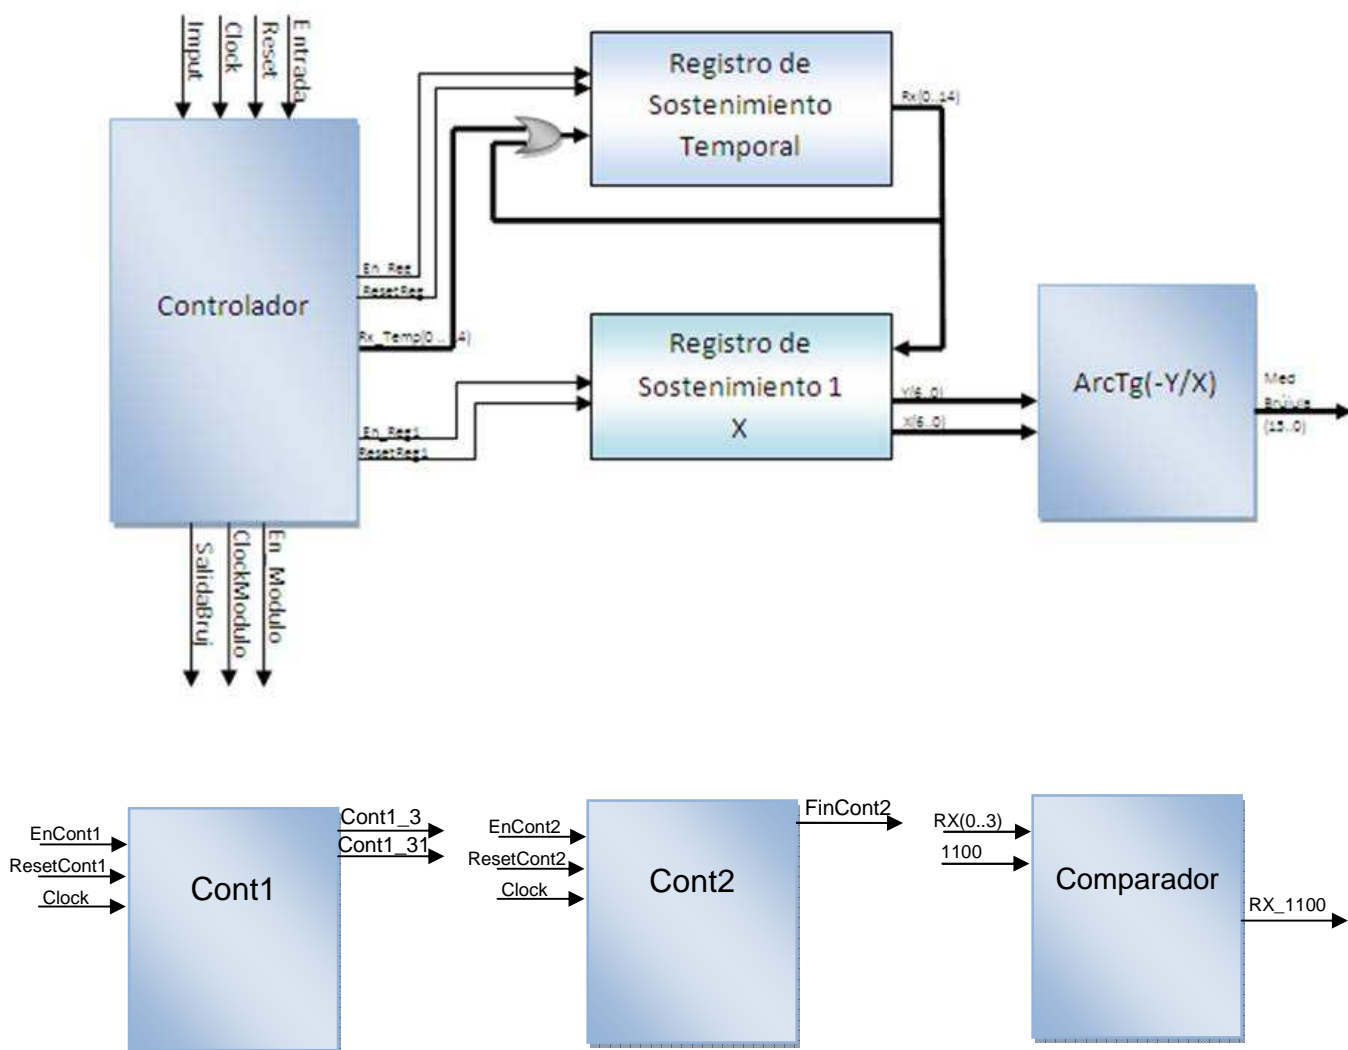 Imput
Clock
Reset
Entrada
Controlador
En_Reg
ResetReg
Rx_Temp(0
En_Reg1
ResetReg1
SalidaBruj
ClockModulo
En_Modulo
Registro de
Sostenimiento
Temporal
Rx(0..14)
Registro de
Sostenimiento 1
X
Y(6..0)
X(6..0)
ArcTg(-Y/X)
Med
(15..0)
EnCont1
ResetCont1
Clock
Cont1
Cont1_3
Cont1_31
EnCont2
ResetCont2
Clock
Cont2
FinCont2
RX(0..3)
1100
Comparador
RX_1100